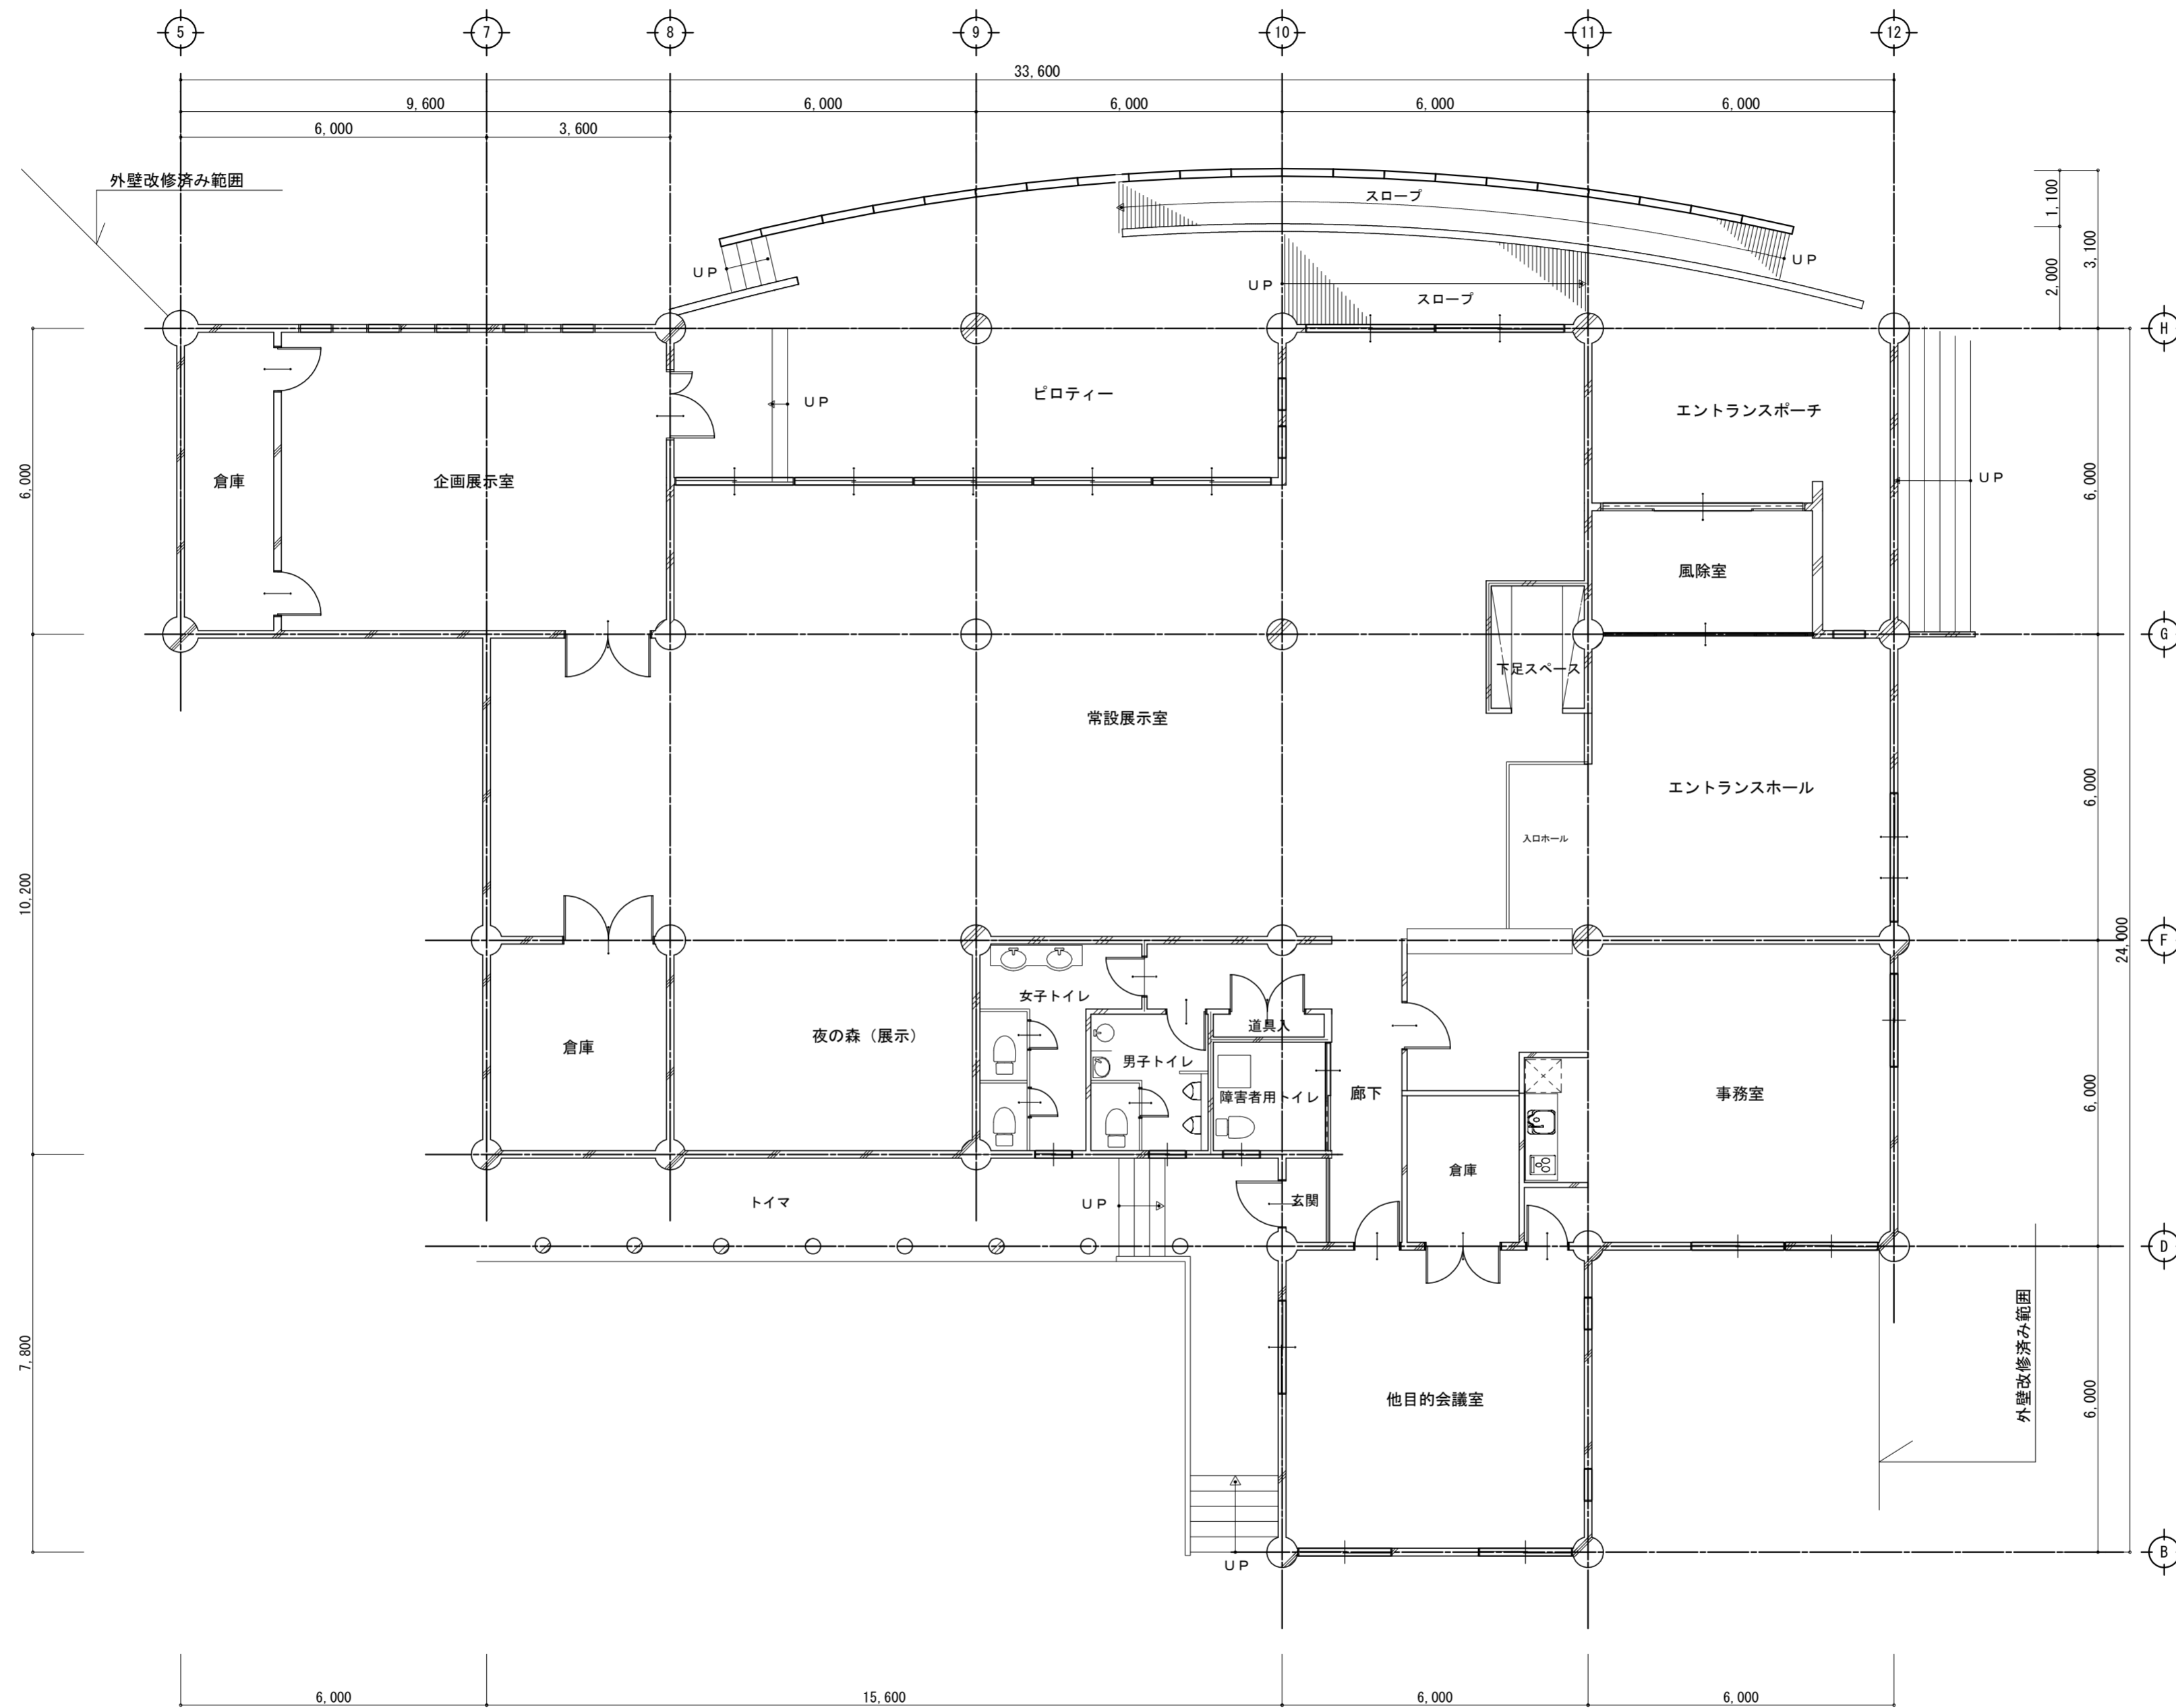 5 7 8 9 10 11 12
33,600
9,600 6,000 6,000 6,000 6,000
6,000 3,600
外壁改修済み範囲
スロープ
1,100
3,100
2,000
UP
UP
UP
スロープ
H
ピロティー
UP
エントランスポーチ
6,000
倉庫
企画展示室
UP
6,000
風除室
G
下足スペース
常設展示室
エントランスホール
6,000
入口ホール
10,200
24,000
F
女子トイレ
道具入
夜の森（展示）
倉庫
男子トイレ
障害者用トイレ
廊下
事務室
6,000
倉庫
トイマ
UP
玄関
D
外壁改修済み範囲
7,800
他目的会議室
6,000
UP
B
6,000 15,600 6,000 6,000